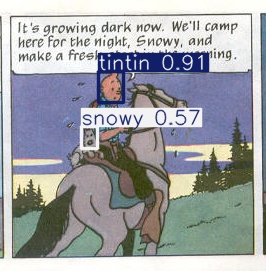 It's growing dark now. We'll camp
here for the night, Snowy, and
make a fresh morning.
tintin 0.91
snowy 0.57